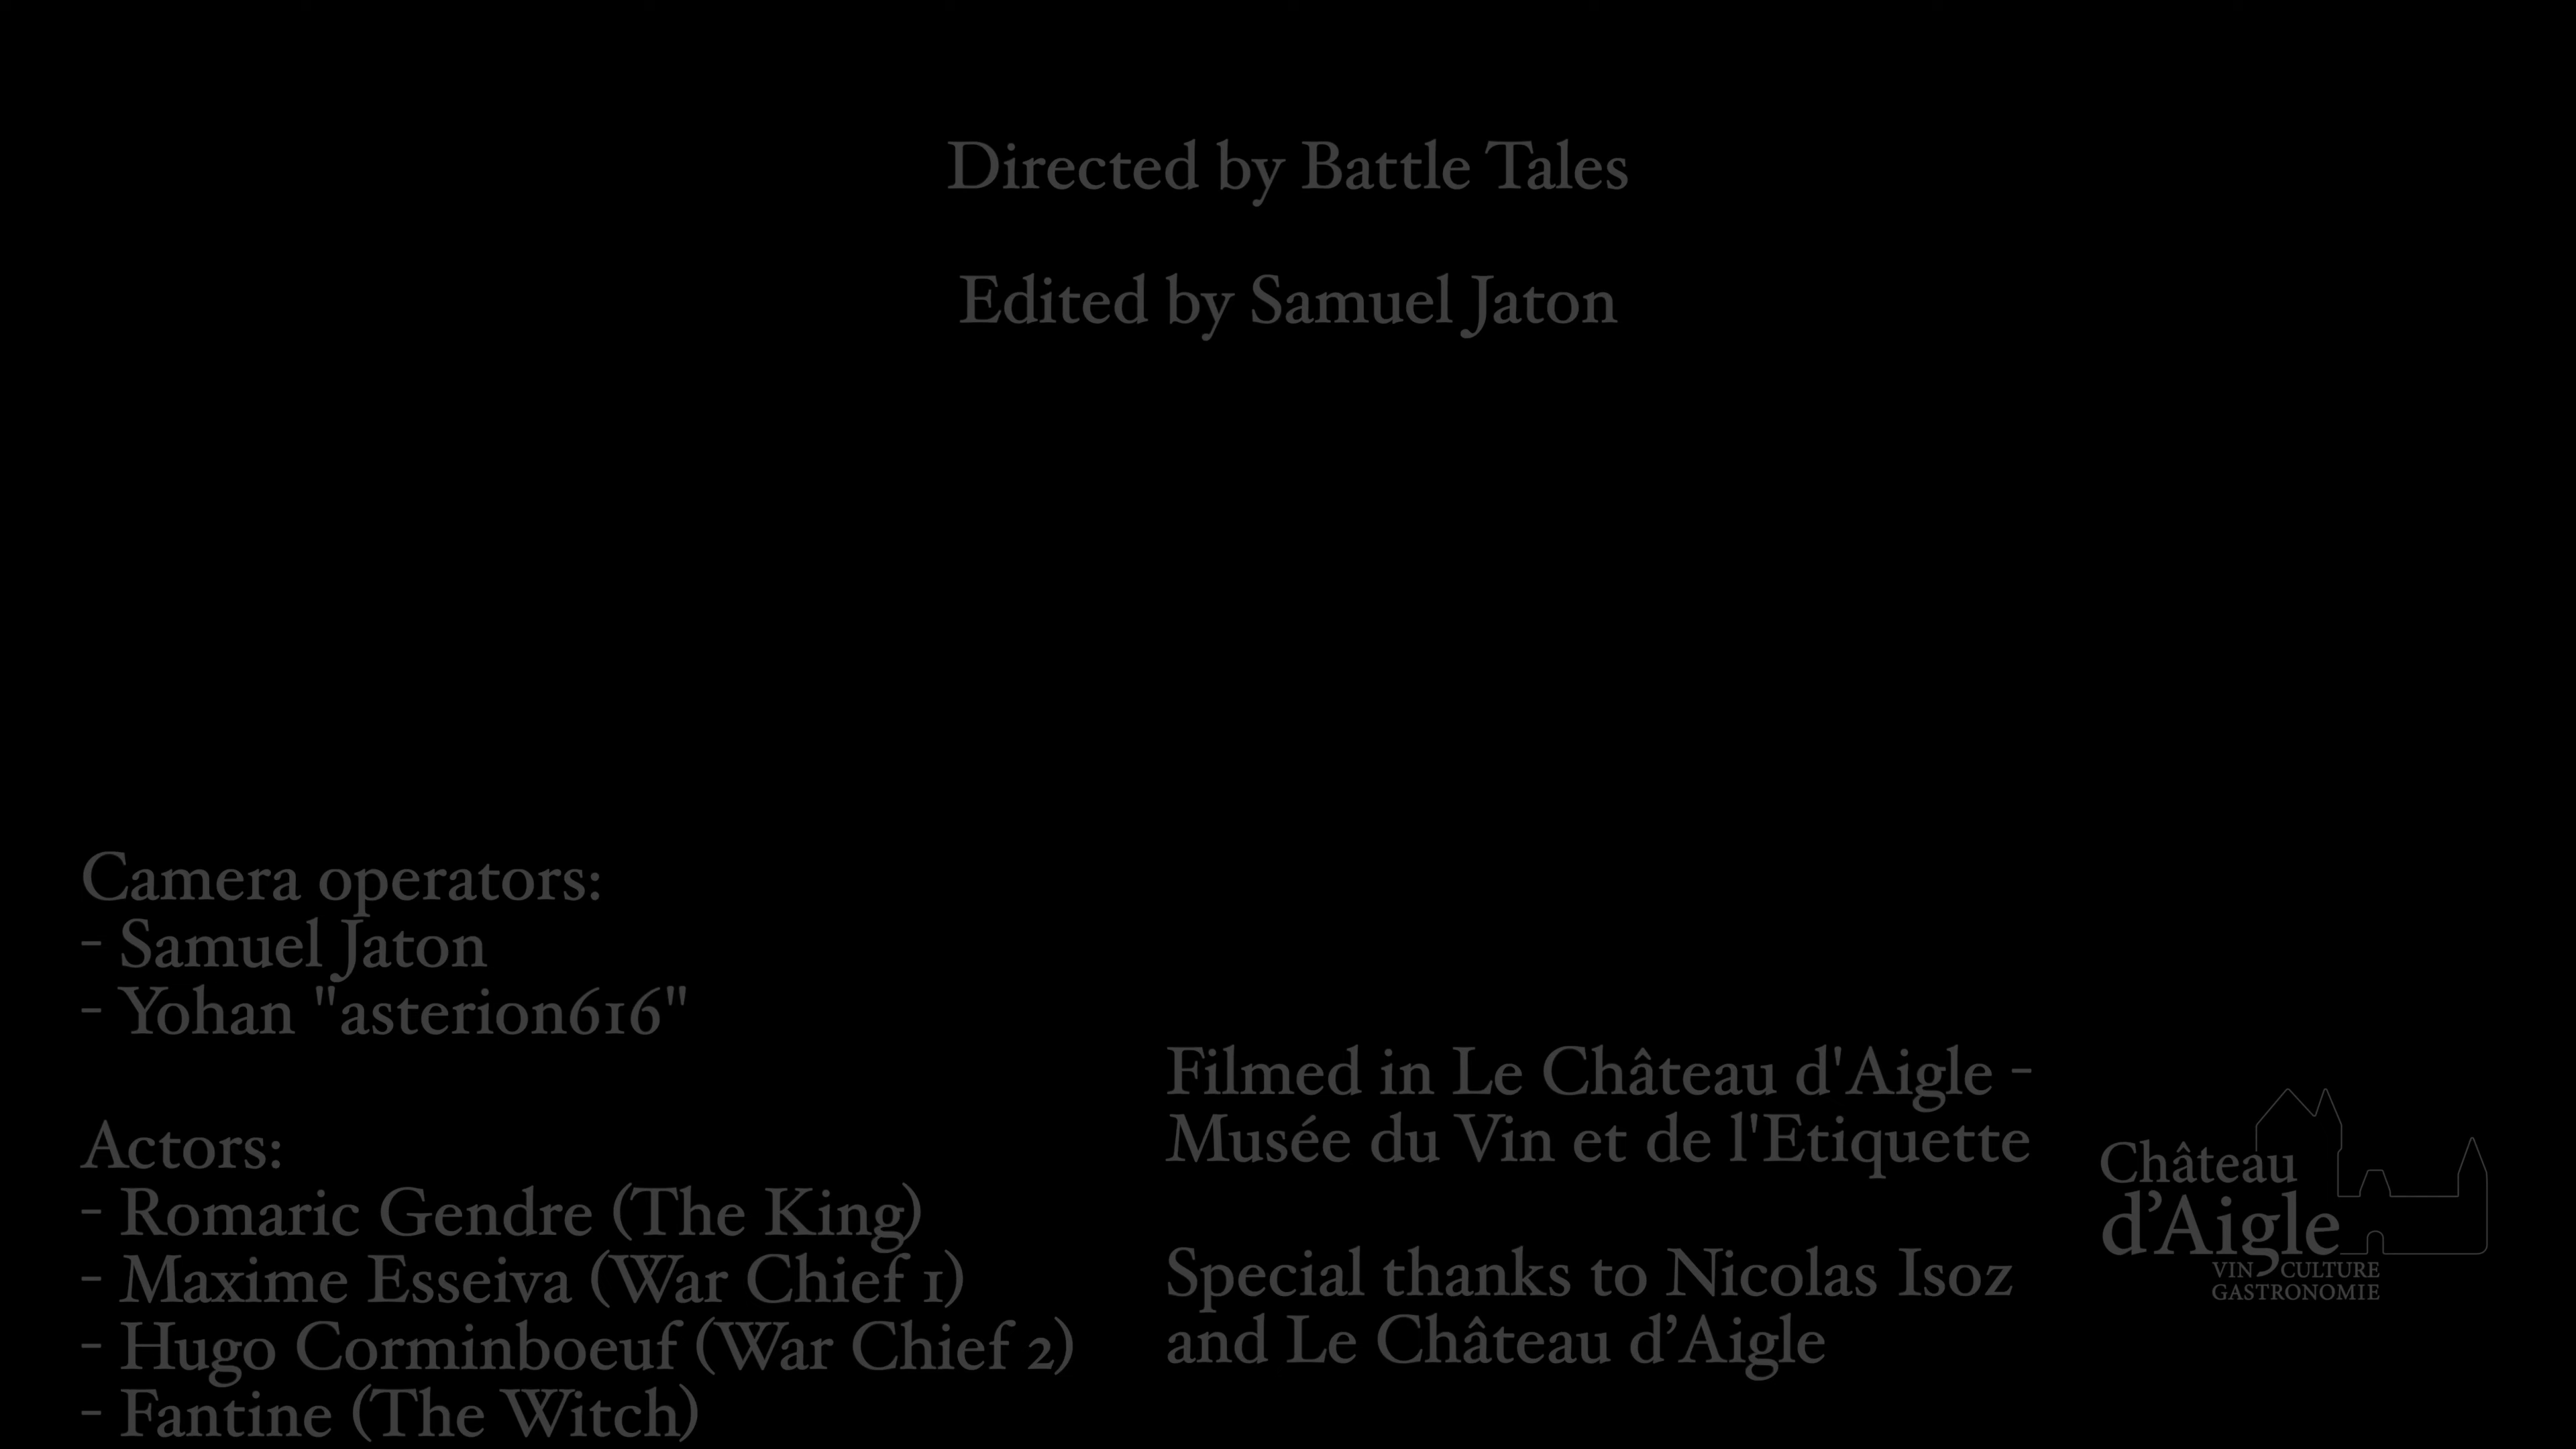 Directed by Battle Tales
Edited by Samuel Jaton
Camera operators:
- Samuel Jaton
- Yohan "asterion616"
Actors:
- Romaric Gendre (The King)
- Maxime Esseiva (War Chief 1)
- Hugo Corminboeuf (War Chief 2)
- Fantine (The Witch)
Filmed in Le Château d'Aigle -
Musée du Vin et de l'Etiquette
Special thanks to Nicolas Isoz
and Le Château d’Aigle
Château
d’Aigle
VIN CULTURE
GASTRONOMIE